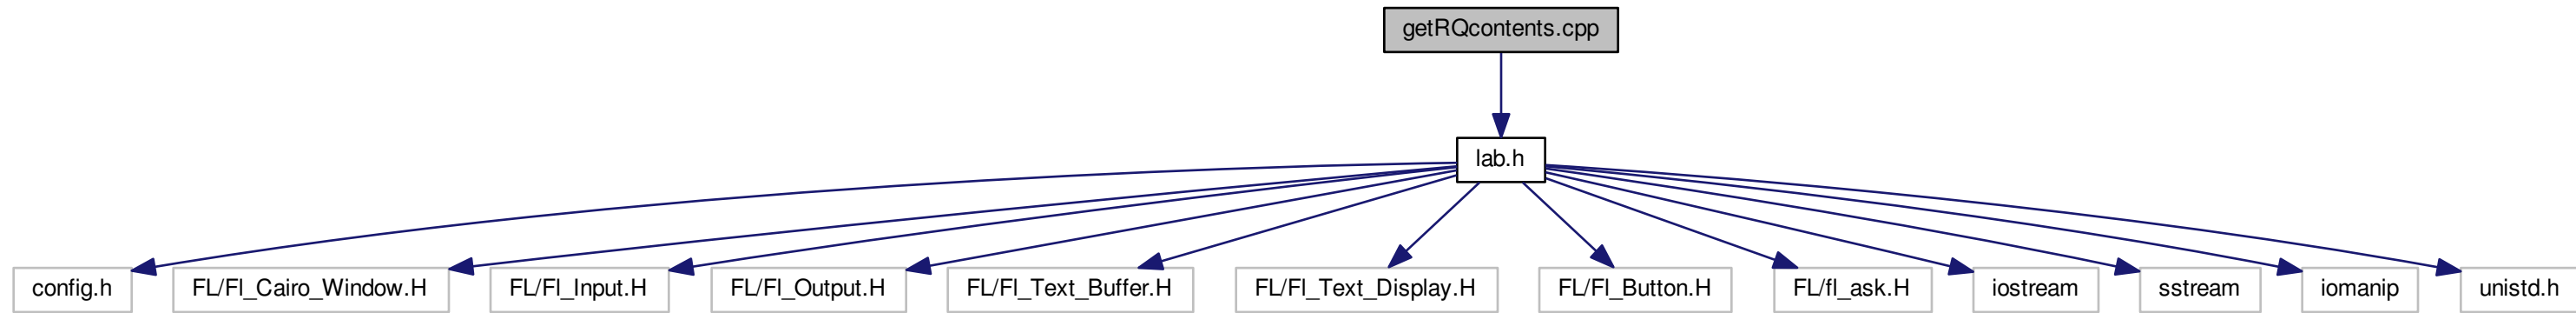 getRQcontents.cpp
lab.h
config.h
FL/Fl_Cairo_Window.H
FL/Fl_Input.H
FL/Fl_Output.H
FL/Fl_Text_Buffer.H
FL/Fl_Text_Display.H
FL/Fl_Button.H
FL/fl_ask.H
iostream
sstream
iomanip
unistd.h